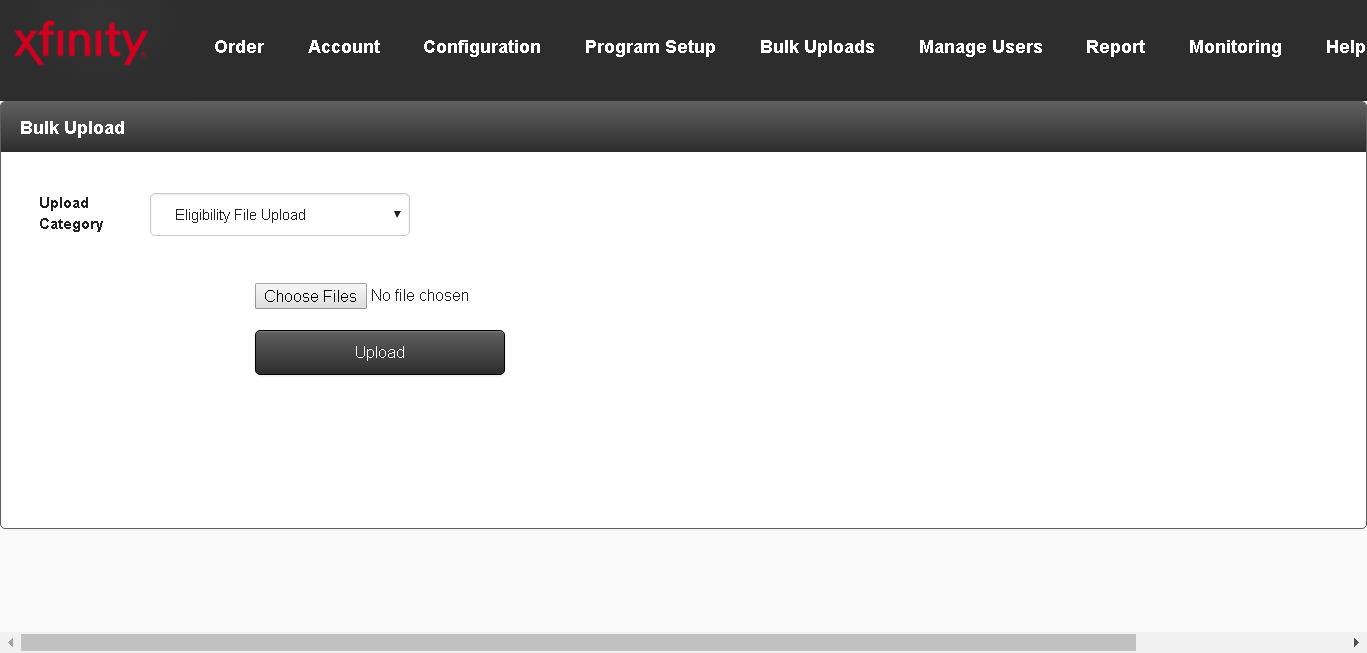 xfinity
Order Account Configuration Program Setup Bulk Uploads Manage Users Report Monitoring Help
Bulk Upload
Upload
Category
Eligibility File Upload
Choose Files No file chosen
Upload